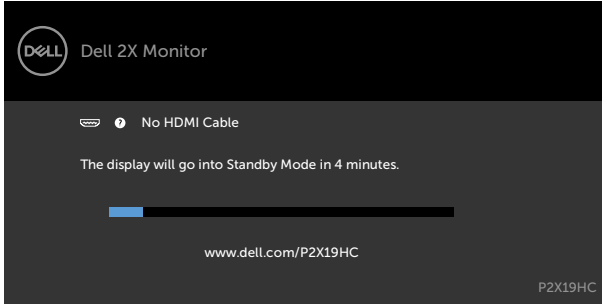 DELL
Dell 2X Monitor
? No HDMI Cable
The display will go into Standby Mode in 4 minutes.
www.dell.com/P2X19HC
P2X19HC